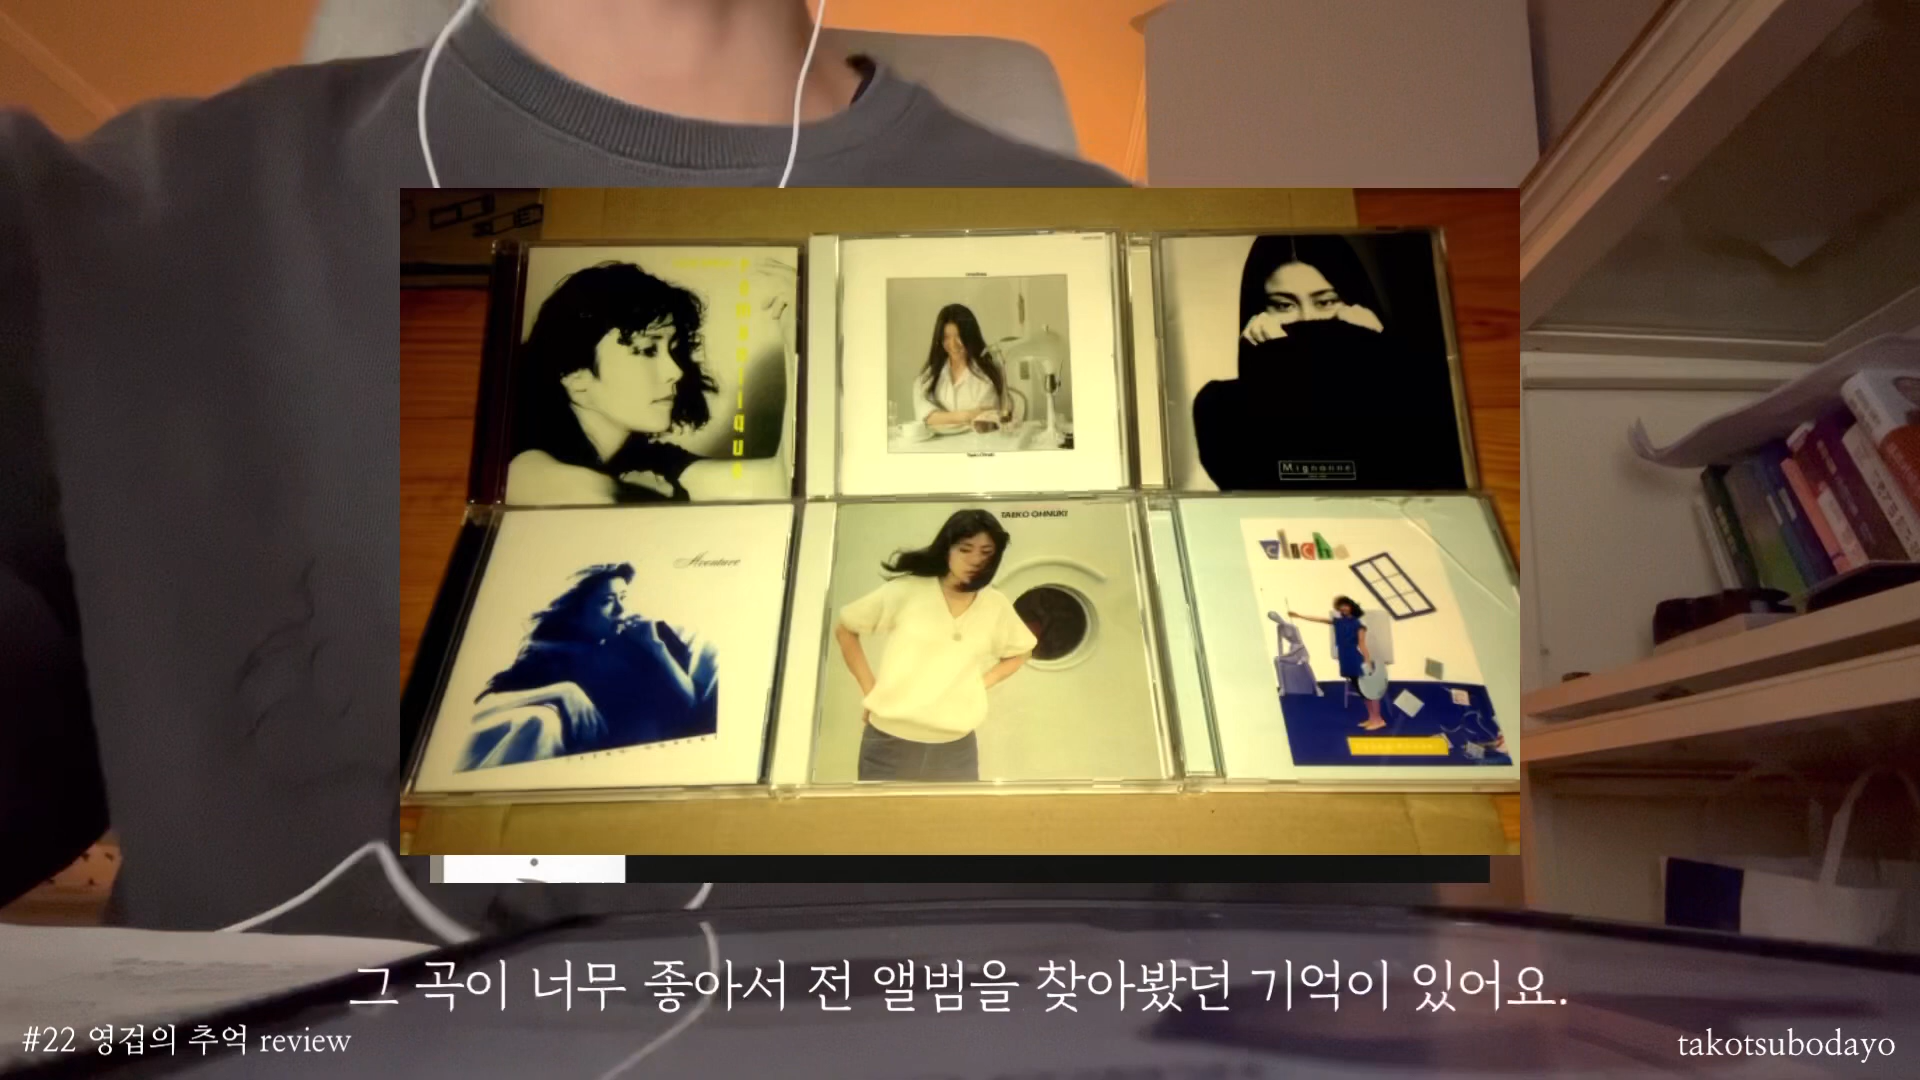 romantique
Mignonne
Aventure
TAEKO OHNUKI
cliche
그 곡이 너무 좋아서 전 앨범을 찾아봤던 기억이 있어요.
#22 영겁의 추억 review
takotsubodayo